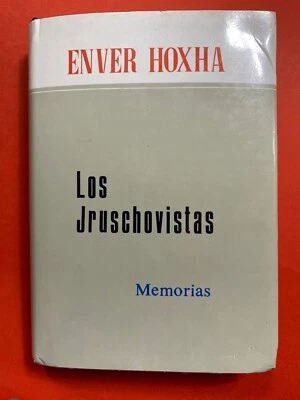 ENVER HOXHA
Los
Jruschovistas
Memorias